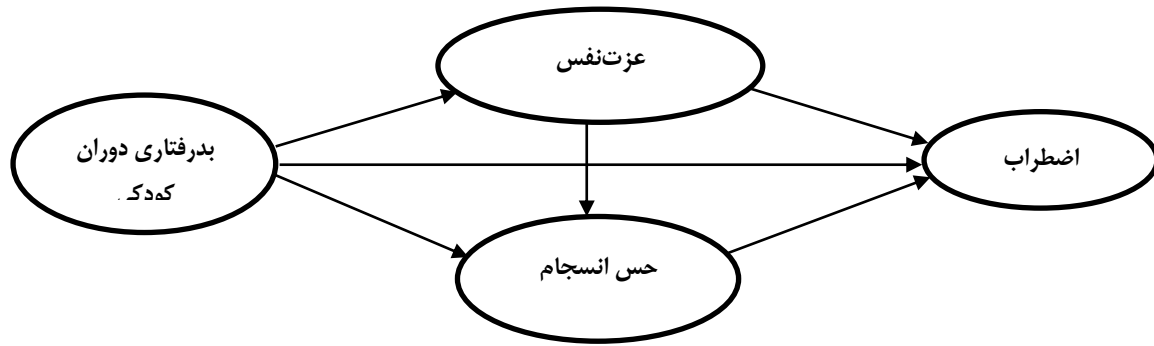 عزت‌نفس
بدرفتاری دوران
کودکی
اضطراب
حس انسجام